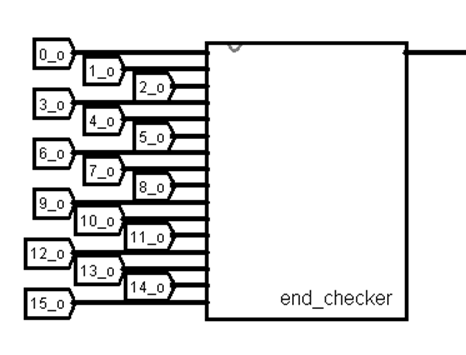 0_o
1_o
2_o
3_o
4_o
5_o
6_o
7_o
8_o
9_o
10_o
11_o
12_o
13_o
14_o
15_o
end_checker